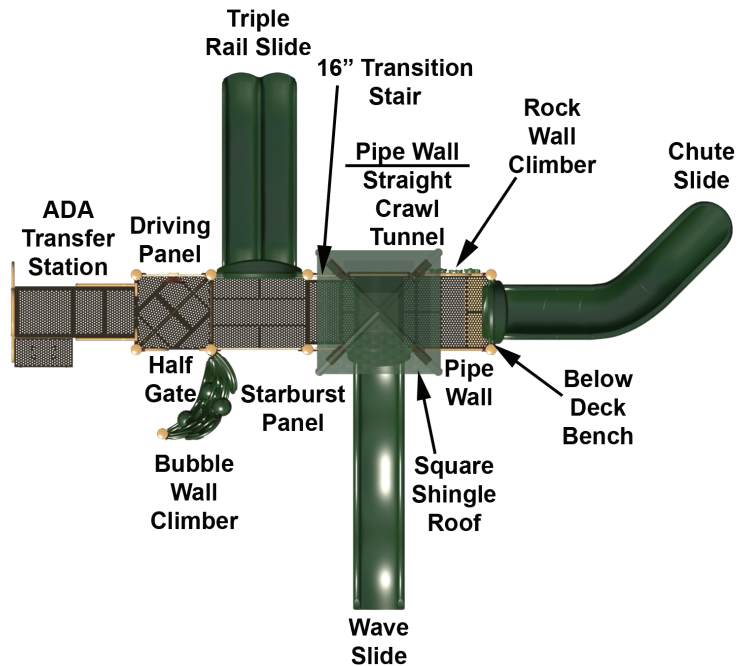 Triple
Rail Slide
16” Transition
Stair
Rock
Wall
Climber
Pipe Wall
Straight
Crawl
Tunnel
Chute
Slide
ADA
Transfer
Station
Driving
Panel
Half
Gate
Starburst
Panel
Pipe
Wall
Below
Deck
Bench
Bubble
Wall
Climber
Square
Shingle
Roof
Wave
Slide